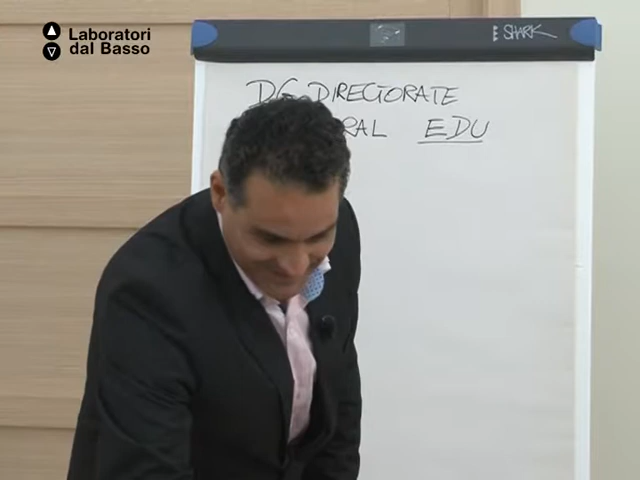 Laboratori
dal Basso
SHARK
DG DIRECTORATE
RAL EDU